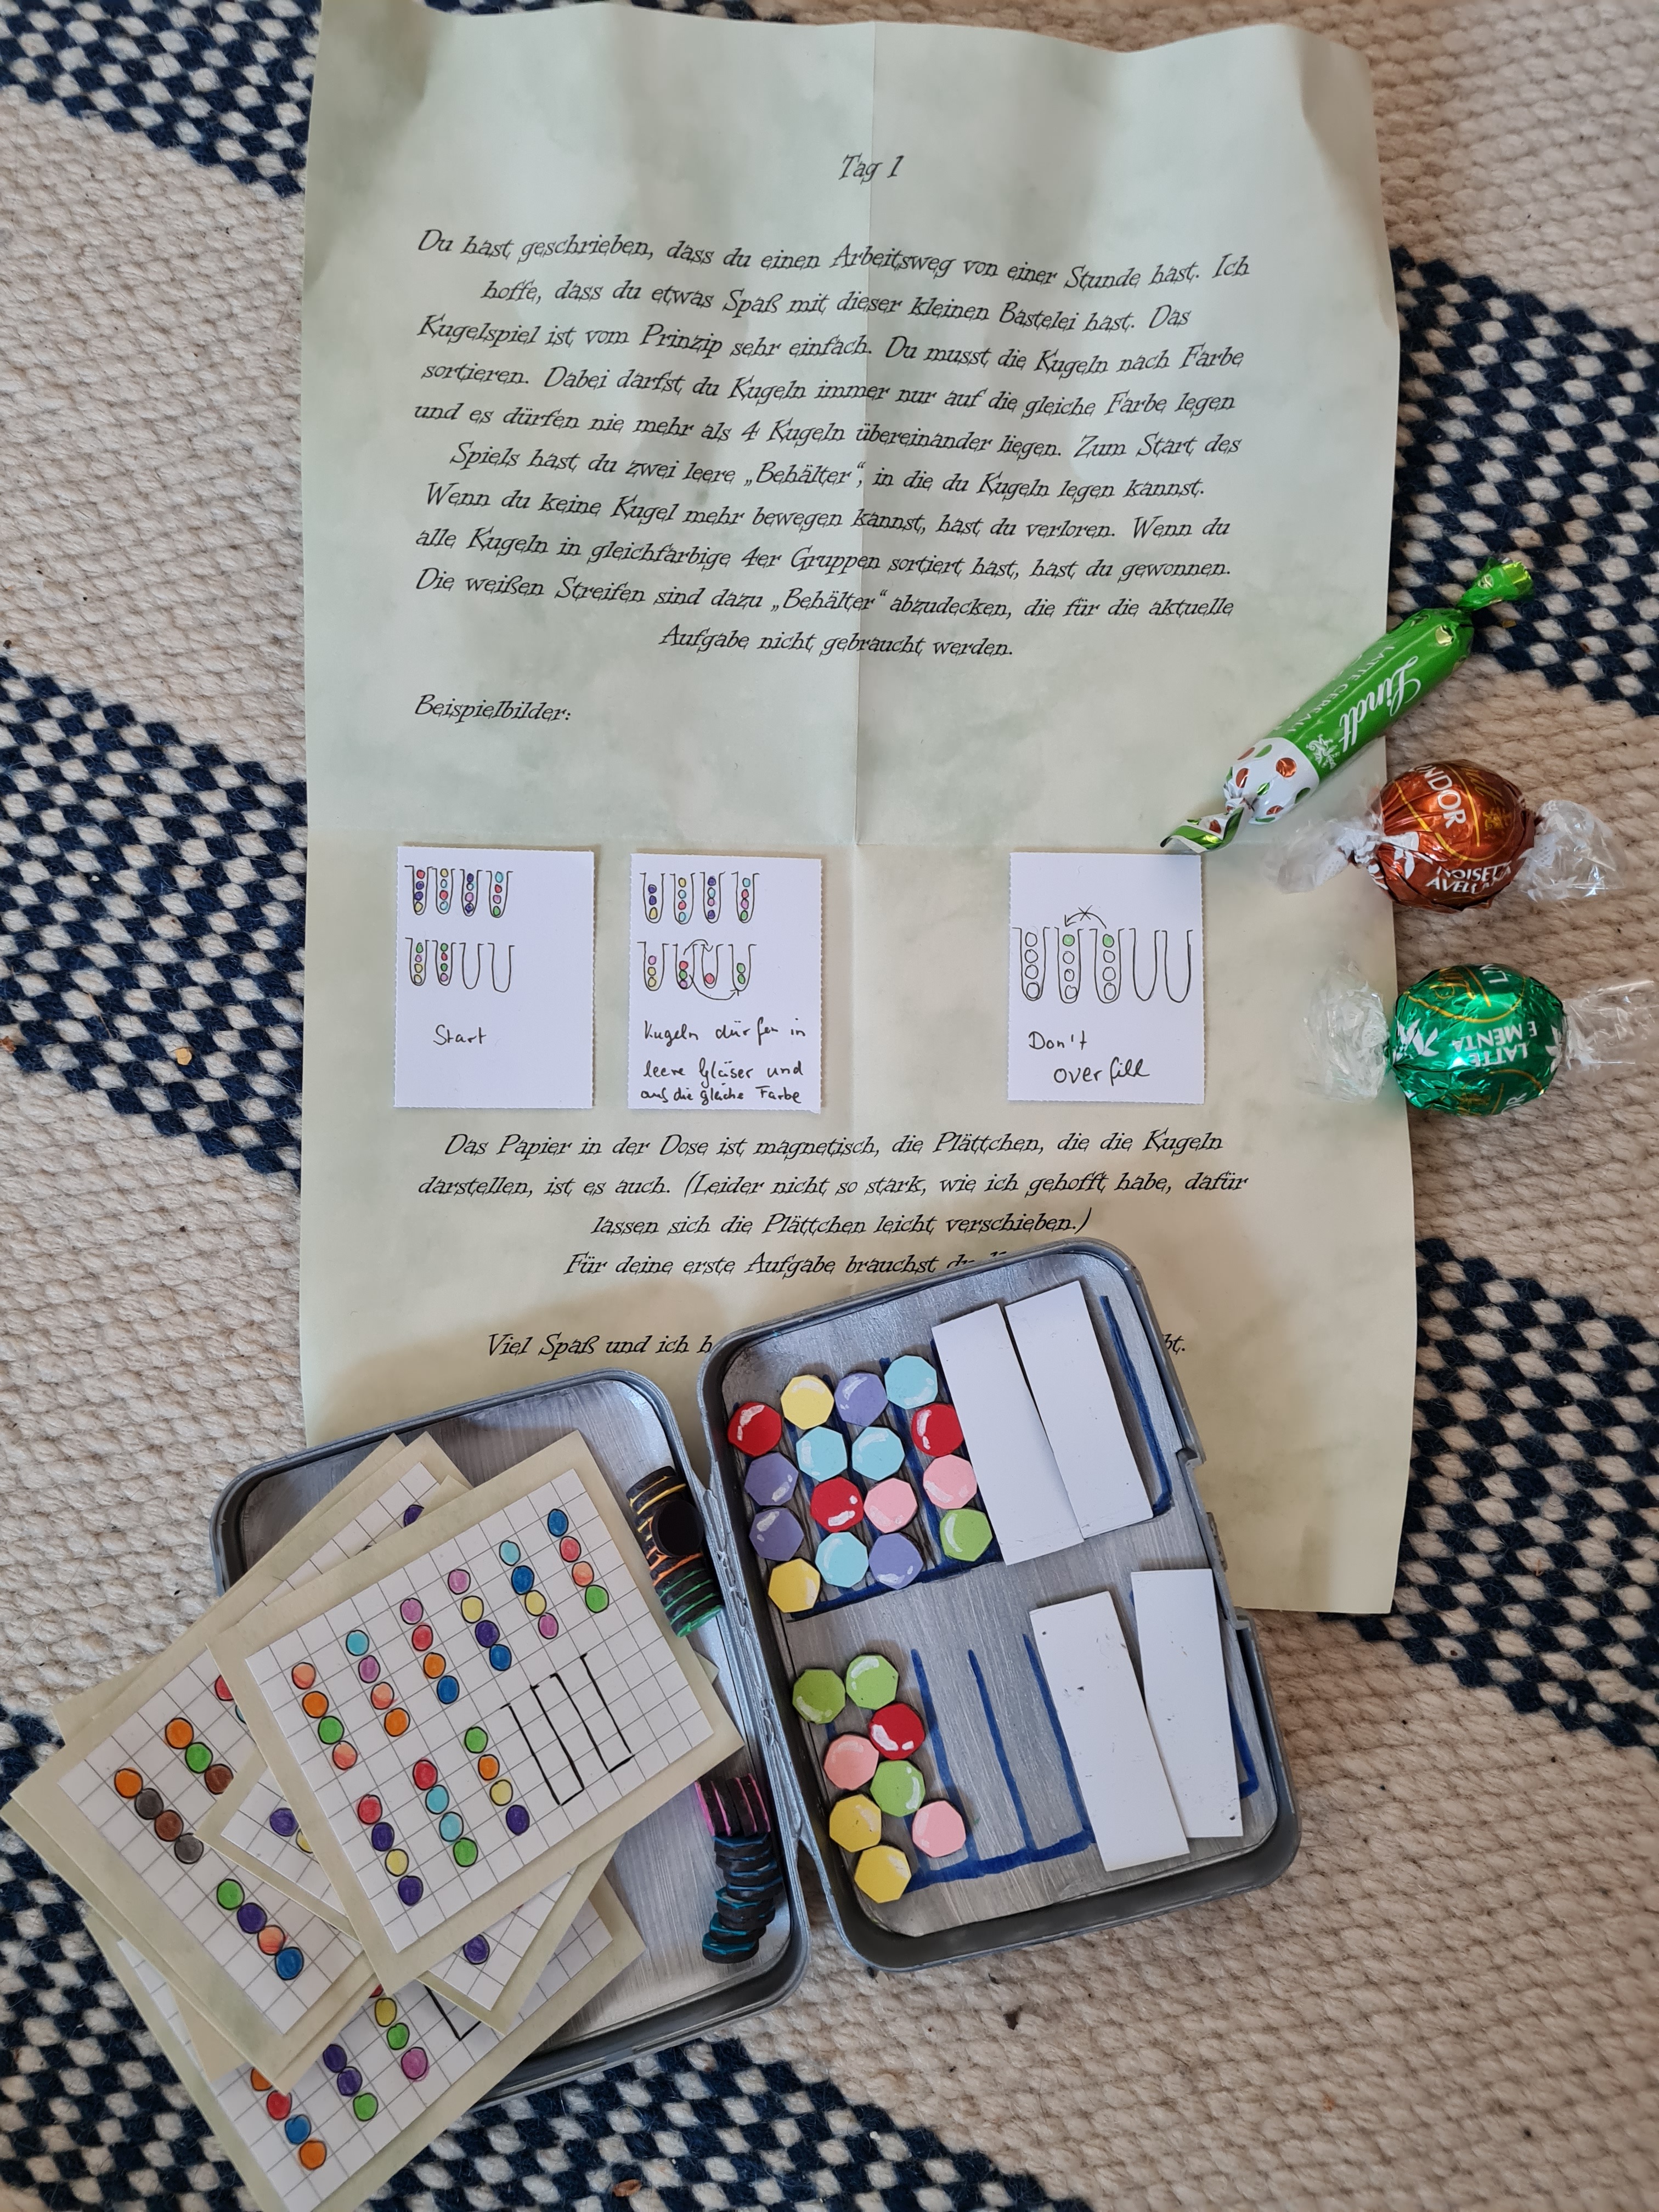 Tag 1
Du hast geschrieben, dass du einen Arbeitsweg von einer Stunde hast. Ich
hoffe, dass du etwas Spaß mit dieser kleinen Bastelei hast. Das
Kugelspiel ist vom Prinzip sehr einfach. Du musst die Kugeln nach Farbe
sortieren. Dabei darfst du Kugeln immer nur auf die gleiche Farbe legen
und es dürfen nie mehr als 4 Kugeln übereinander liegen. Zum Start des
Spiels hast du zwei leere „Behälter“, in die du Kugeln legen kannst.
Wenn du keine Kugel mehr bewegen kannst, hast du verloren. Wenn du
alle Kugeln in gleichfarbige 4er Gruppen sortiert hast, hast du gewonnen.
Die weißen Streifen sind dazu „Behälter“ abzudecken, die für die aktuelle
Aufgabe nicht gebraucht werden.
Beispielbilder:
Start
Kugeln dürfen in
leere Gläser und
auf die gleiche Farbe
Don't
overfill
Lindt
LATTE CEREALI
NOISET
AVELL
LATTE
E MENTA
Das Papier in der Dose ist magnetisch, die Plättchen, die die Kugeln
darstellen, ist es auch. (Leider nicht so stark, wie ich gehofft habe, dafür
lassen sich die Plättchen leicht verschieben.)
Für deine erste Aufgabe brauchst
Viel Spaß und ich